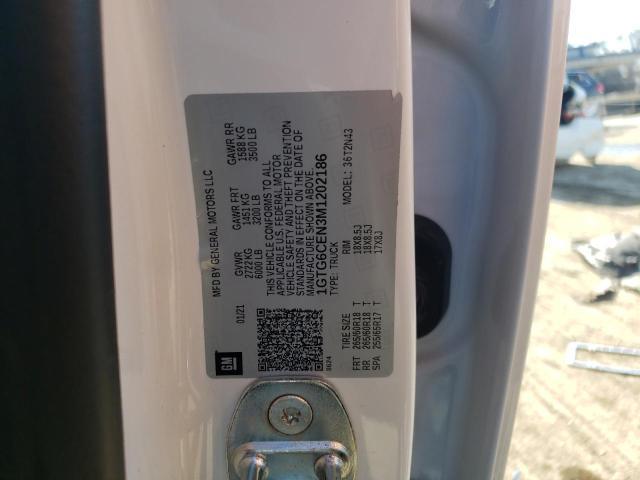 GM
01/21
MFD BY GENERAL MOTORS LLC
GVWR GAWR FRT GAWR RR
2722 KG 1451 KG 1588 KG
6000 LB 3200 LB 3500 LB
THIS VEHICLE CONFORMS TO ALL
APPLICABLE U.S. FEDERAL MOTOR
VEHICLE SAFETY AND THEFT PREVENTION
STANDARDS IN EFFECT ON THE DATE OF
MANUFACTURE SHOWN ABOVE.
1GTG6CEN3M1202186
TYPE: TRUCK MODEL: 36T2N43
TIRE SIZE RIM
FRT 265/60R18 T 18X8.5J
RR 265/60R18 T 18X8.5J
SPA 255/65R17 T 17X8J